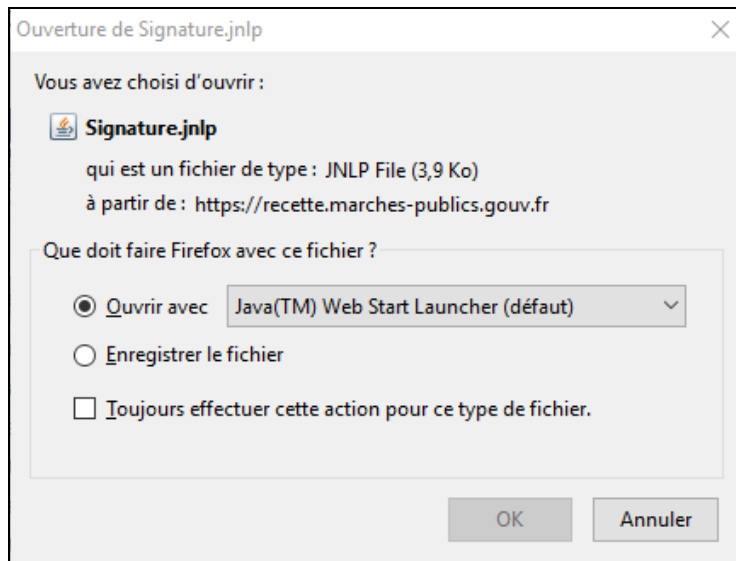 Ouverture de Signature.jnlp
Vous avez choisi d'ouvrir :
Signature.jnlp
qui est un fichier de type : JNLP File (3,9 Ko)
à partir de : https://recette.marches-publics.gouv.fr
Que doit faire Firefox avec ce fichier ?
Ouvrir avec Java(TM) Web Start Launcher (défaut)
Enregistrer le fichier
Toujours effectuer cette action pour ce type de fichier.
OK Annuler